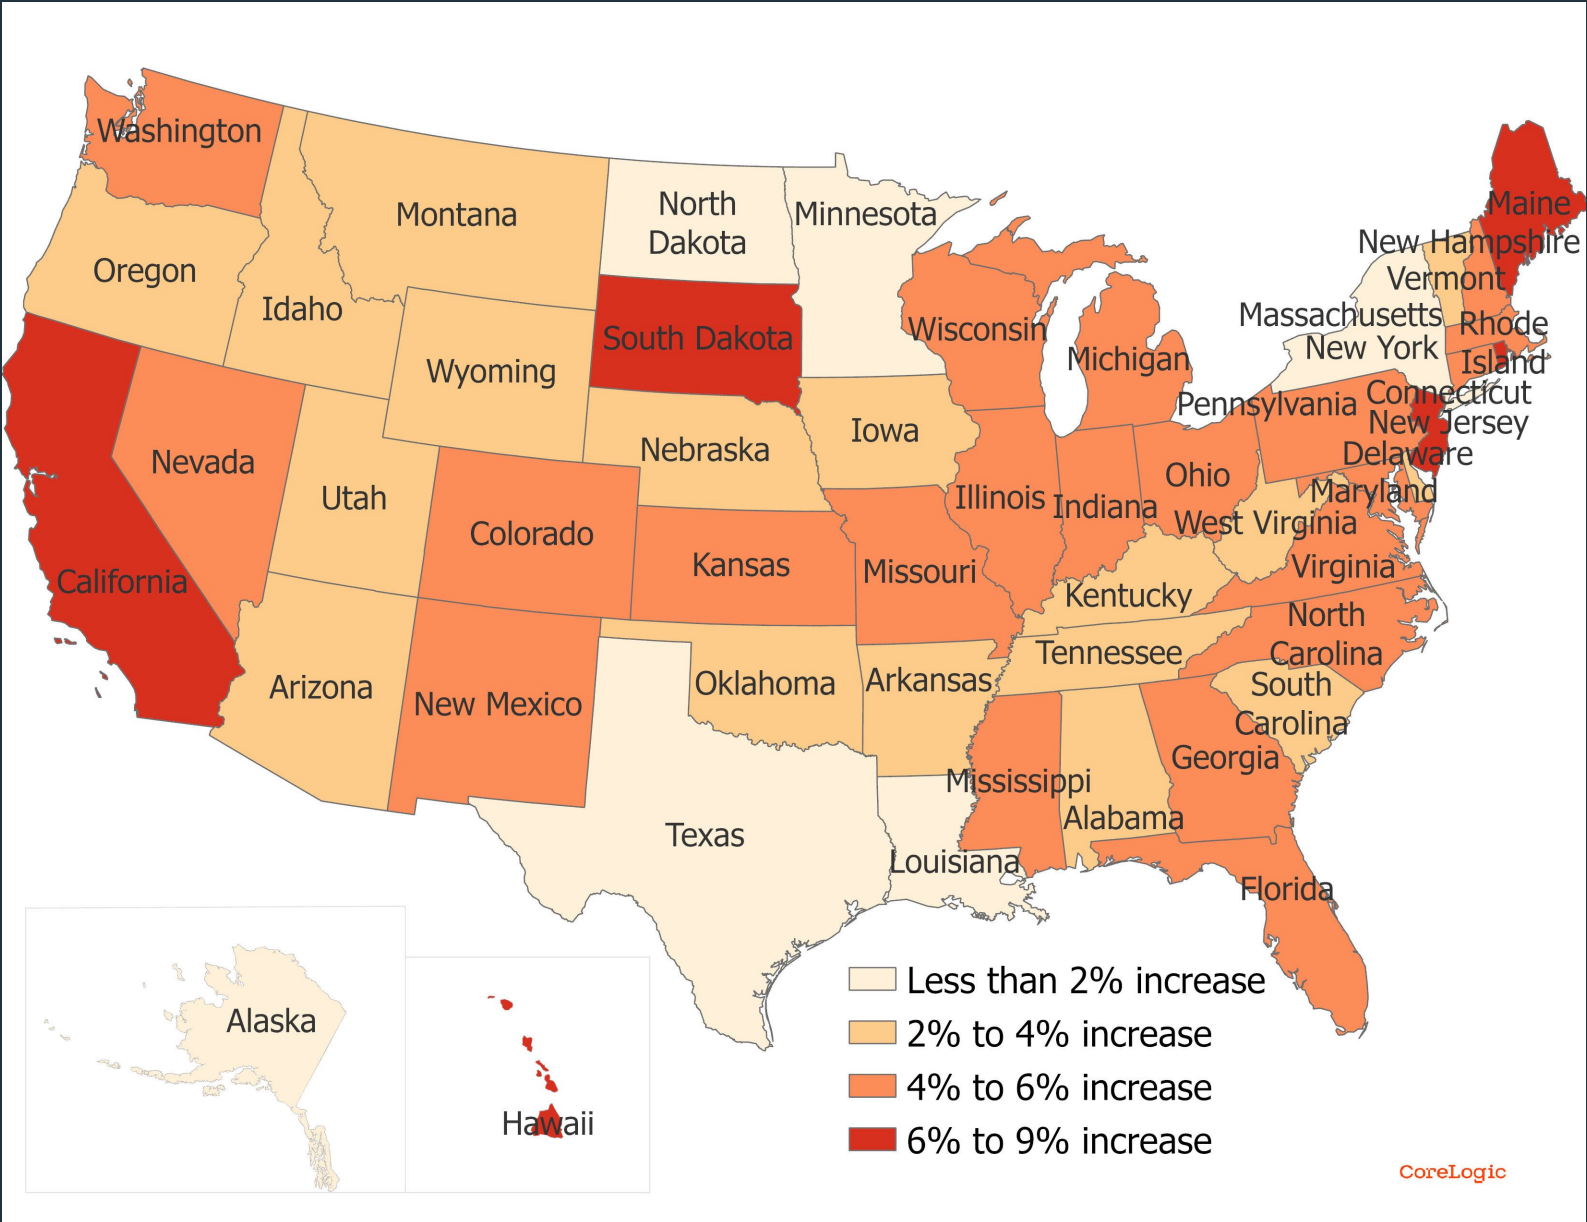 Washington
Montana
North
Dakota
Minnesota
Maine
New Hampshire
Vermont
Oregon
Idaho
Massachusetts
Rhode
Island
Wisconsin
South Dakota
New York
Michigan
Wyoming
Connecticut
Pennsylvania
New Jersey
Iowa
Nebraska
Delaware
Nevada
Ohio
Maryland
Utah
Illinois
Indiana
West Virginia
Colorado
Kansas
Missouri
Virginia
California
Kentucky
North
Carolina
Tennessee
Arizona
Oklahoma
Arkansas
South
Carolina
New Mexico
Georgia
Mississippi
Alabama
Texas
Louisiana
Florida
Alaska
Hawaii
Less than 2% increase
2% to 4% increase
4% to 6% increase
6% to 9% increase
CoreLogic